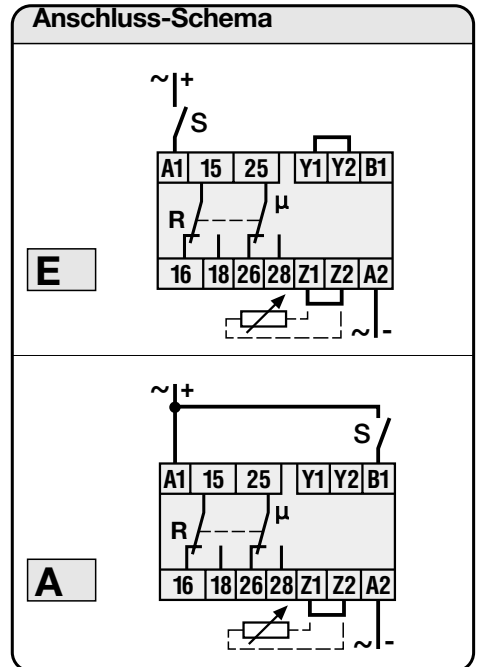 Anschluss-Schema
~ +
S
A1 15 25 Y1 Y2 B1
R µ
E
16 18 26 28 Z1 Z2 A2
~ -
~ +
S
A1 15 25 Y1 Y2 B1
R µ
A
16 18 26 28 Z1 Z2 A2
~ -